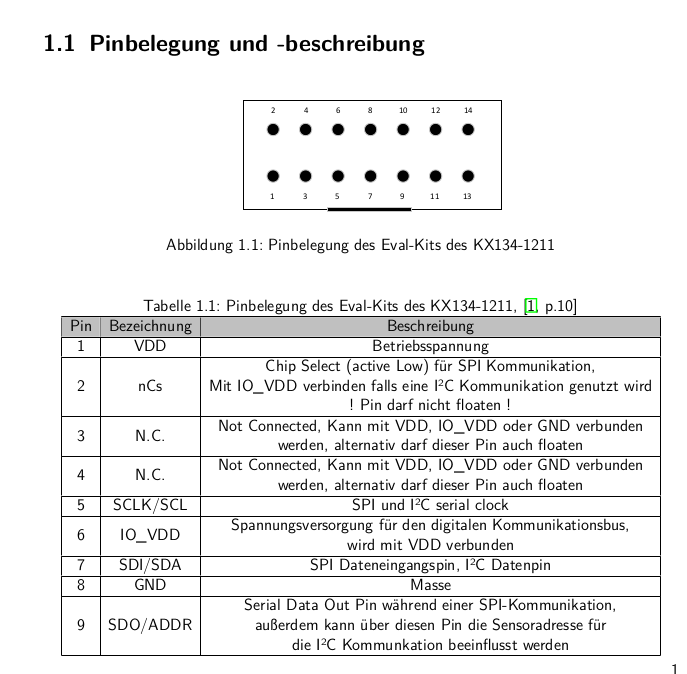 1.1 Pinbelegung und -beschreibung
2 4 6 8 10 12 14
1 3 5 7 9 11 13
Abbildung 1.1: Pinbelegung des Eval-Kits des KX134-1211
Tabelle 1.1: Pinbelegung des Eval-Kits des KX134-1211, [1, p.10]
Pin Bezeichnung Beschreibung
1 VDD Betriebsspannung
Chip Select (active Low) für SPI Kommunikation,
2 nCs Mit IO_VDD verbinden falls eine I²C Kommunikation genutzt wird
! Pin darf nicht floaten !
3 N.C. Not Connected, Kann mit VDD, IO_VDD oder GND verbunden
werden, alternativ darf dieser Pin auch floaten
4 N.C. Not Connected, Kann mit VDD, IO_VDD oder GND verbunden
werden, alternativ darf dieser Pin auch floaten
5 SCLK/SCL SPI und I²C serial clock
6 IO_VDD Spannungsversorgung für den digitalen Kommunikationsbus,
wird mit VDD verbunden
7 SDI/SDA SPI Dateneingangspin, I²C Datenpin
8 GND Masse
Serial Data Out Pin während einer SPI-Kommunikation,
9 SDO/ADDR außerdem kann über diesen Pin die Sensoradresse für
die I²C Kommunkation beeinflusst werden
1